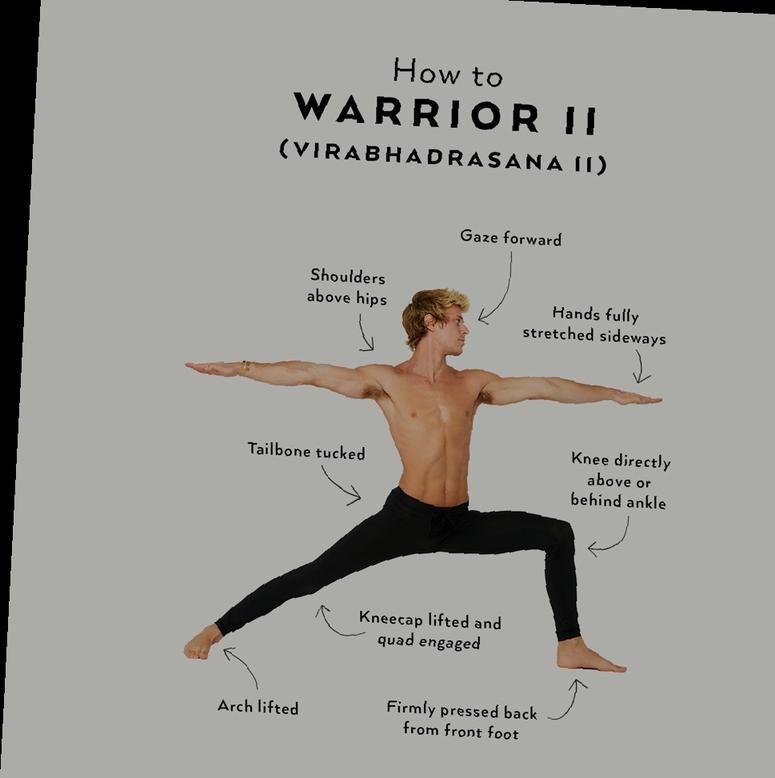 How to
WARRIOR II
(VIRABHADRASANA II)
Gaze forward
Shoulders
above hips
Hands fully
stretched sideways
Tailbone tucked
Knee directly
above or
behind ankle
Kneecap lifted and
quad engaged
Arch lifted
Firmly pressed back
from front foot